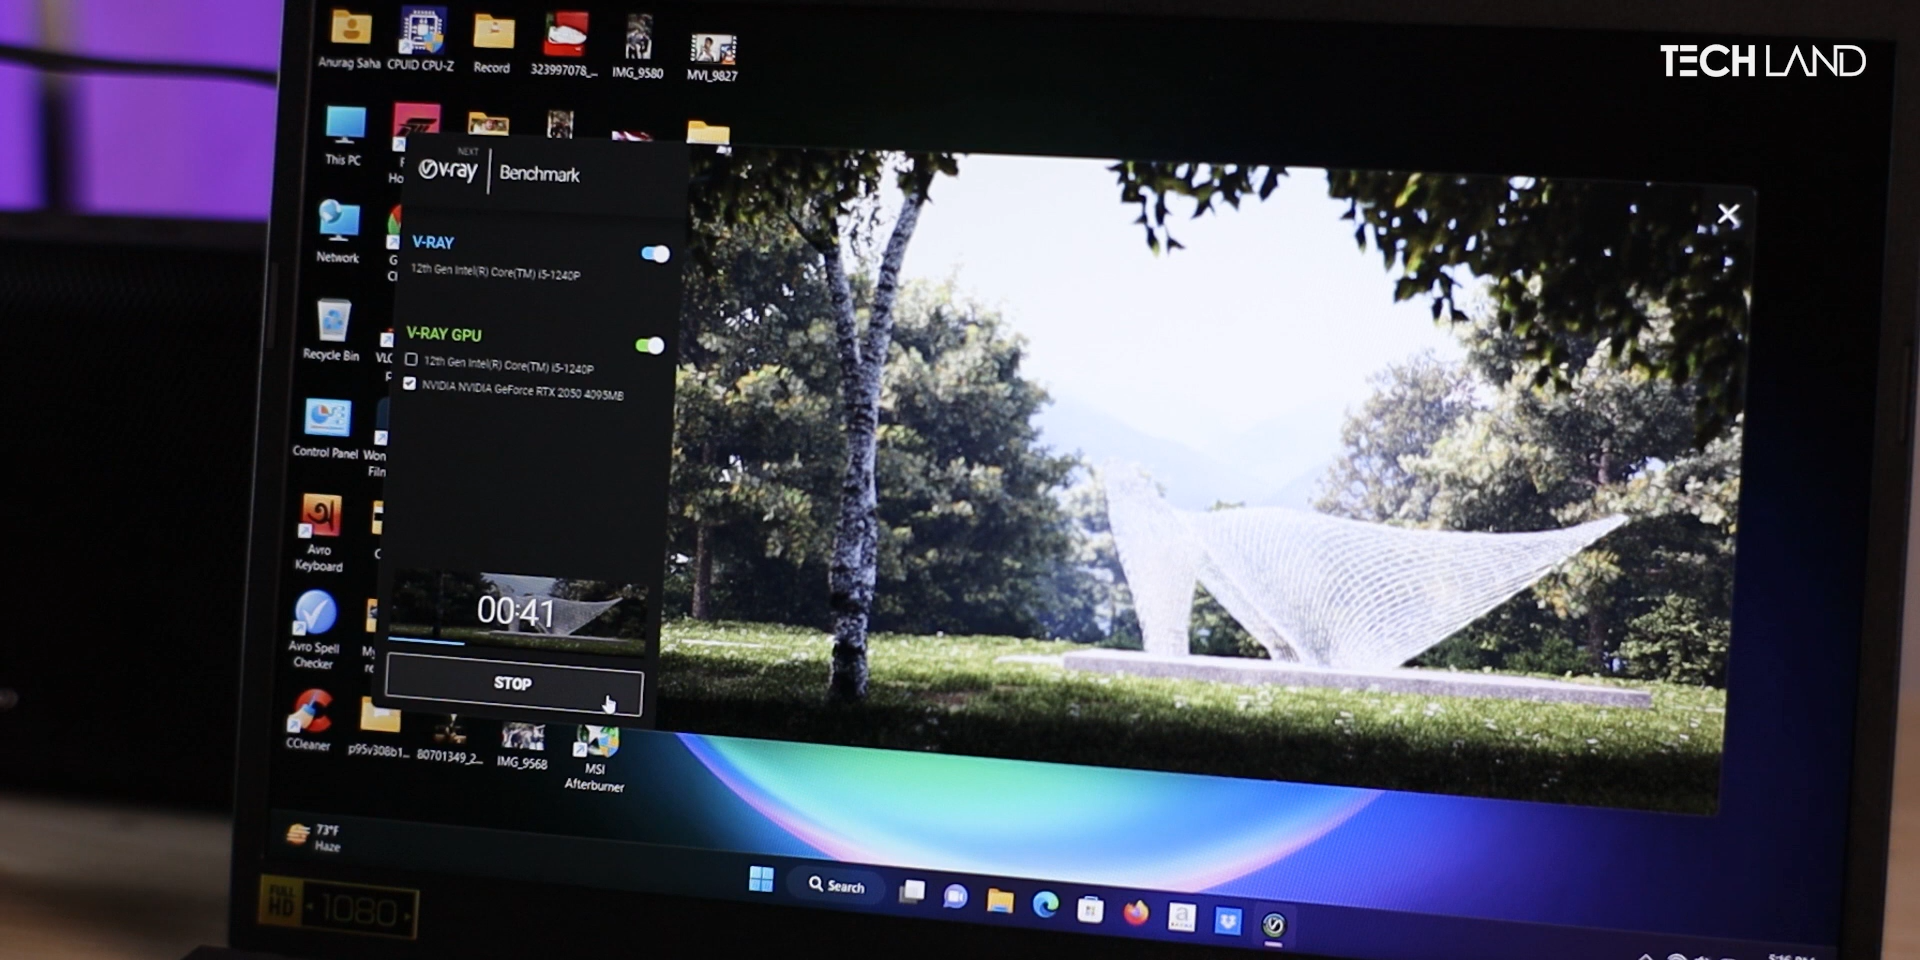 TECHLAND
Anurag Saha
CPUID CPU-Z
Record
323997078_...
IMG_9580
MVI_9827
This PC
NEXT
v-ray
Benchmark
V-RAY
12th Gen Intel(R) Core(TM) i5-1240P
Network
V-RAY GPU
12th Gen Intel(R) Core(TM) i5-1240P
NVIDIA NVIDIA GeForce RTX 2050 4095MB
Recycle Bin
Control Panel
অ
Avro
Keyboard
00:41
Avro Spell
Checker
STOP
CCleaner
p95v308b1...
80701349_2...
IMG_9568
MSI
Afterburner
73°F
Haze
Search
FULL
HD
1080